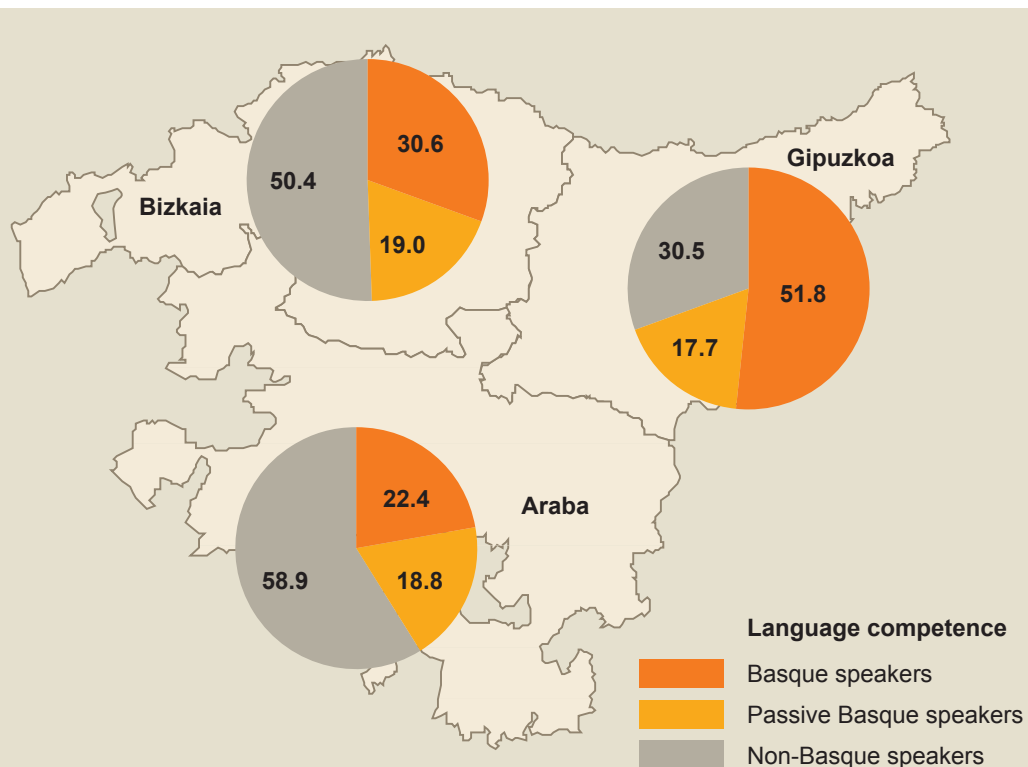 30.6
50.4
19.0
Bizkaia
Gipuzkoa
30.5
51.8
17.7
22.4
58.9
18.8
Araba
Language competence
Basque speakers
Passive Basque speakers
Non-Basque speakers